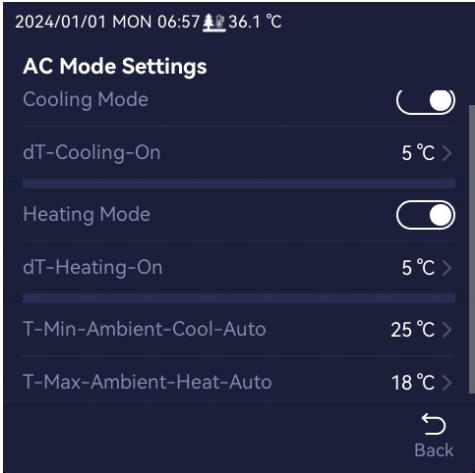 2024/01/01 MON 06:57 36.1 ℃
AC Mode Settings
Cooling Mode
dT-Cooling-On 5 ℃ >
Heating Mode
dT-Heating-On 5 ℃ >
T-Min-Ambient-Cool-Auto 25 ℃ >
T-Max-Ambient-Heat-Auto 18 ℃ >
Back